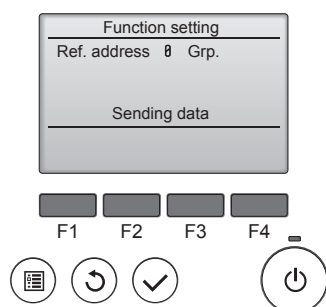 Function setting
Ref. address 0 Grp.
Sending data
F1 F2 F3 F4